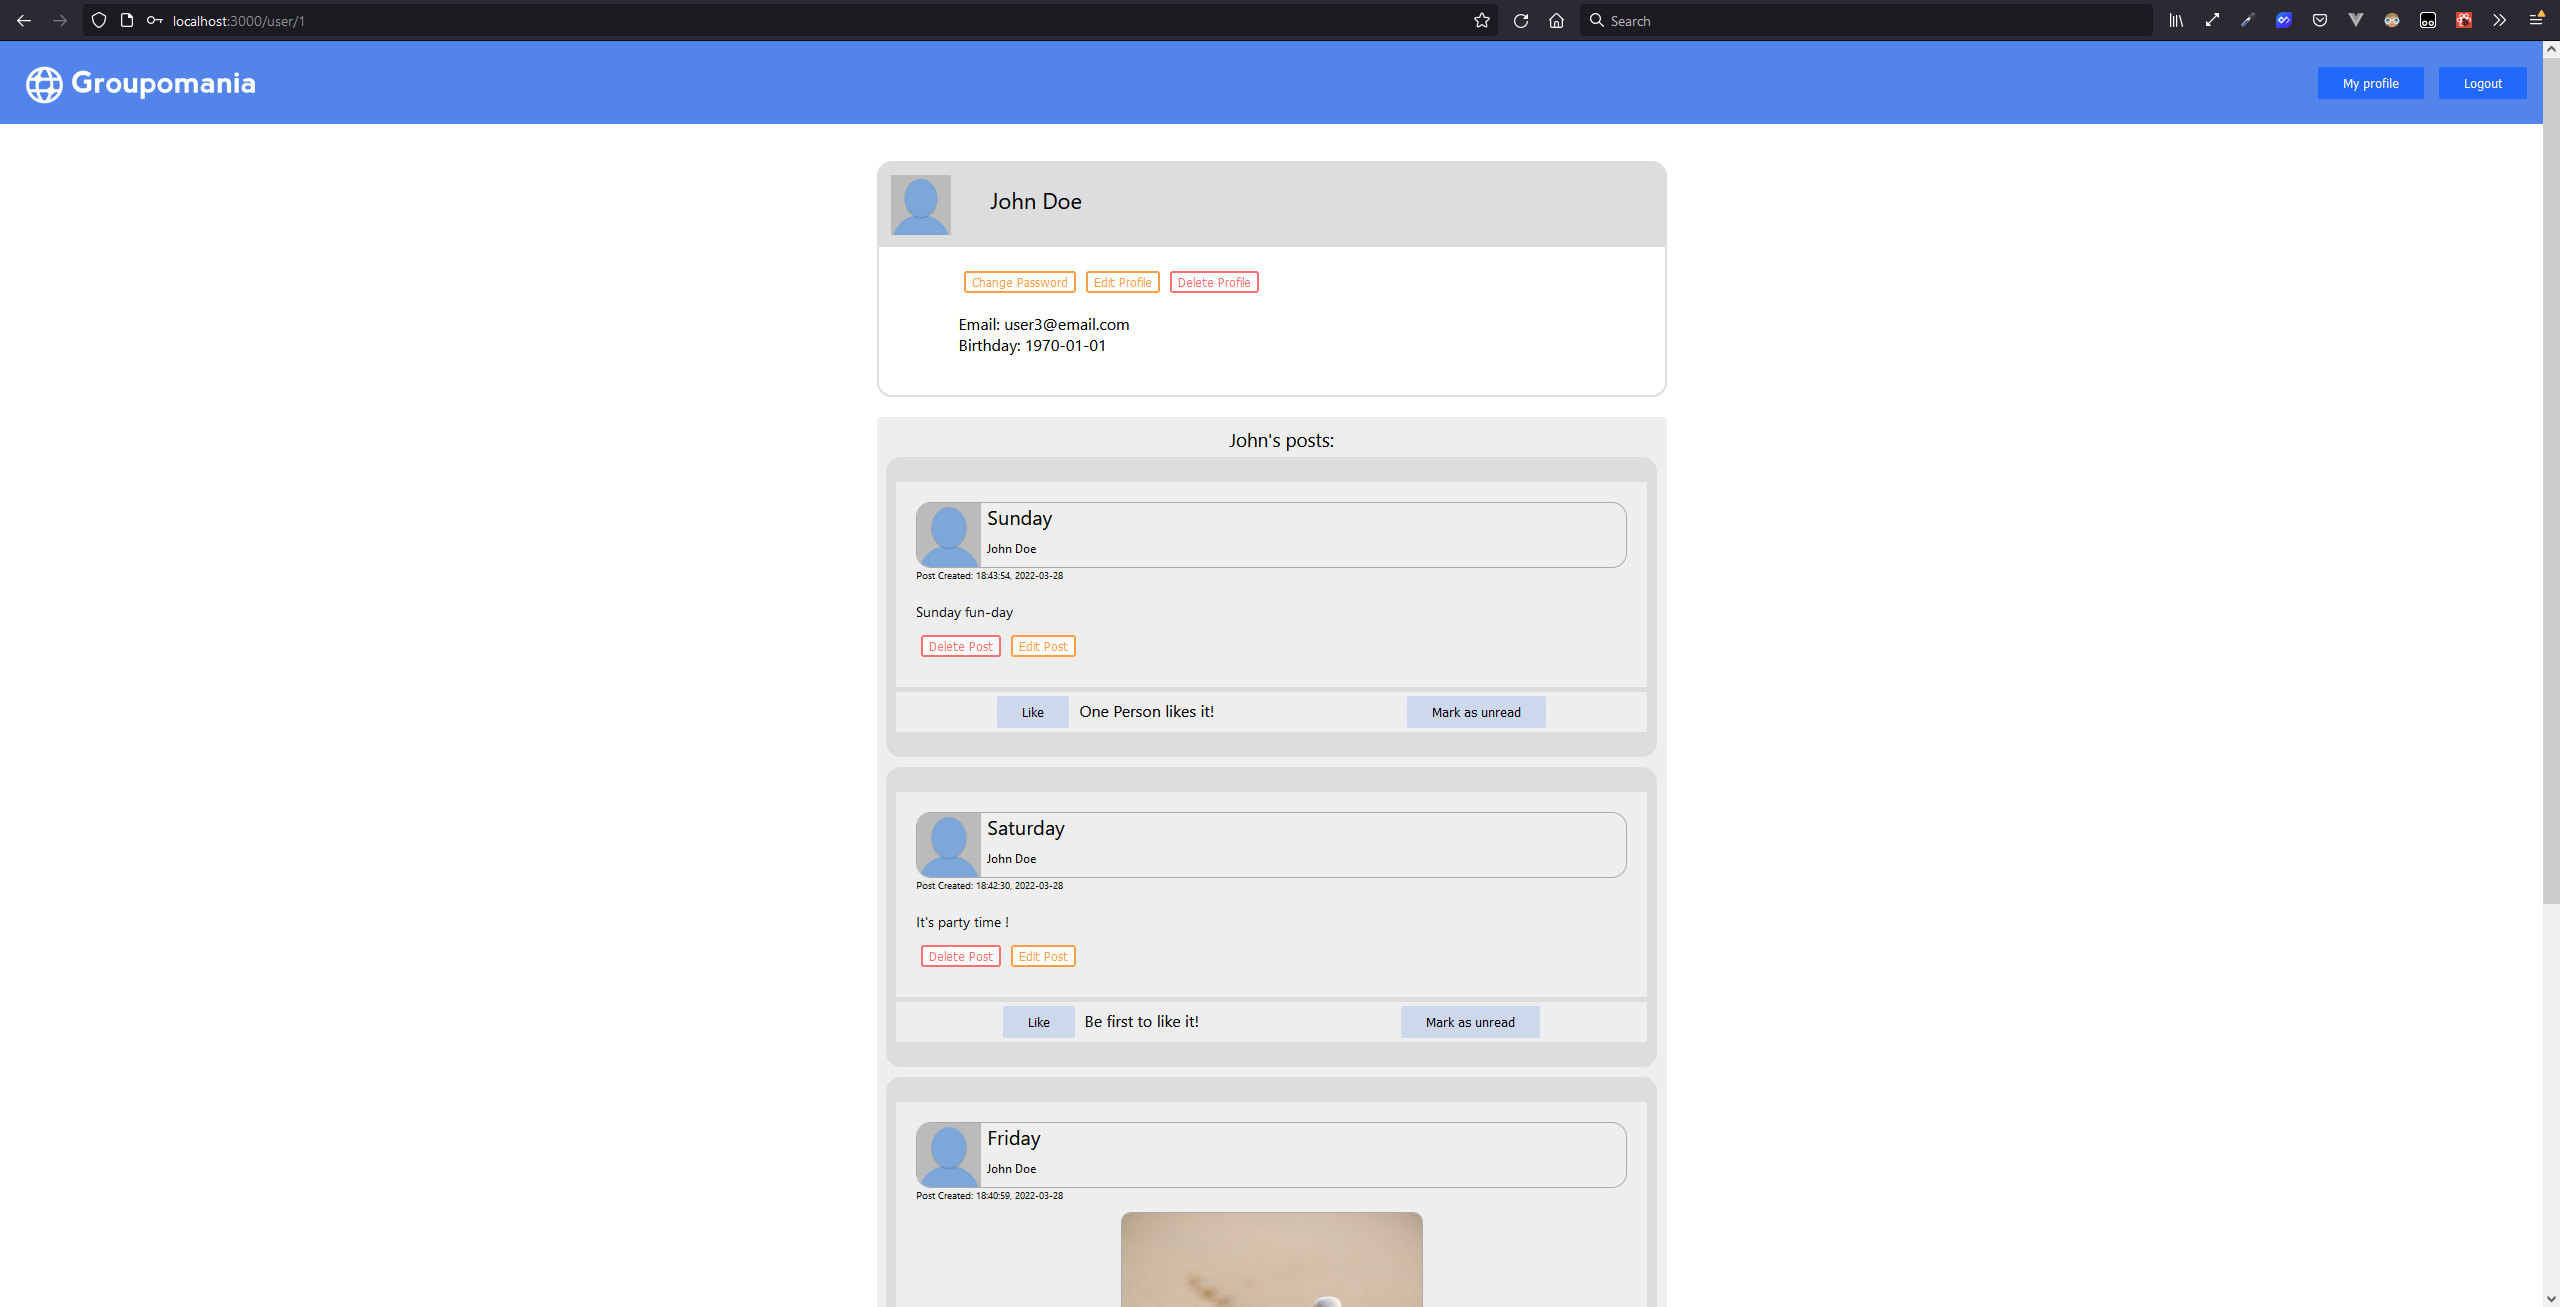 localhost:3000/user/1
Search
Groupomania
My profile
Logout
John Doe
Change Password Edit Profile Delete Profile
Email: user3@email.com
Birthday: 1970-01-01
John's posts:
Sunday
John Doe
Post Created: 18:43:54, 2022-03-28
Sunday fun-day
Delete Post Edit Post
Like One Person likes it! Mark as unread
Saturday
John Doe
Post Created: 18:42:30, 2022-03-28
It's party time !
Delete Post Edit Post
Like Be first to like it! Mark as unread
Friday
John Doe
Post Created: 18:40:59, 2022-03-28